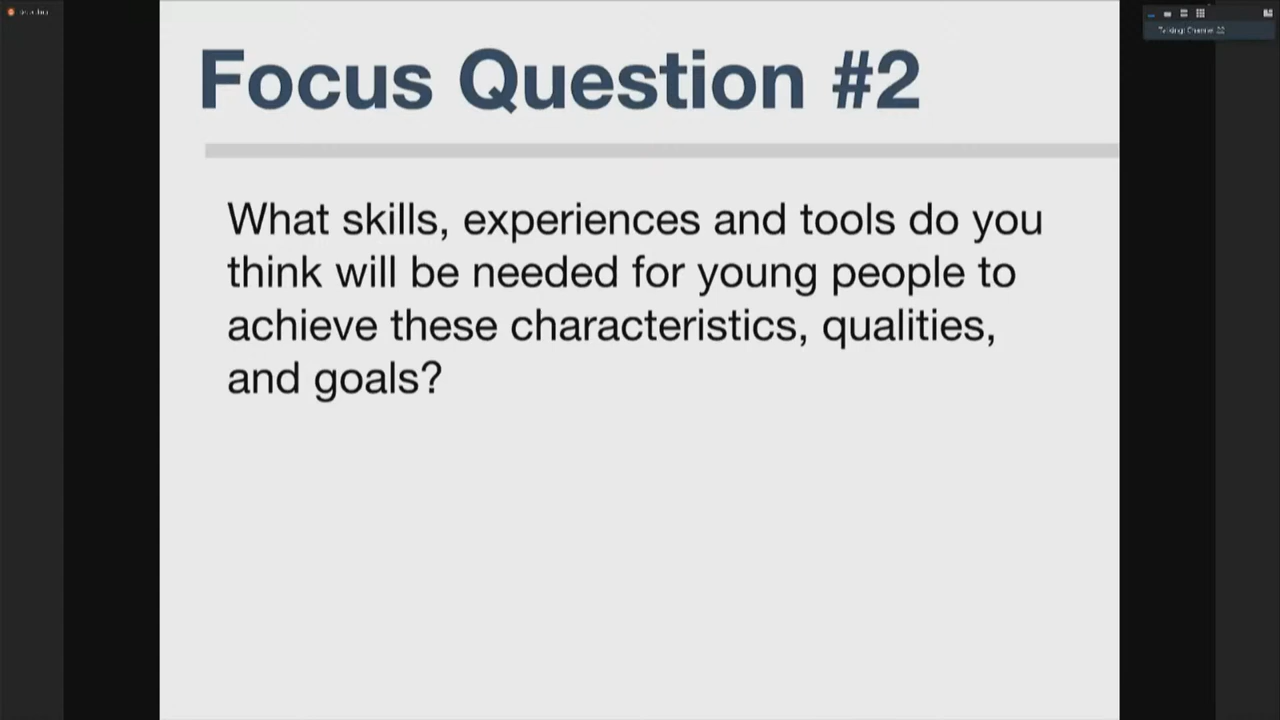 Focus Question #2
What skills, experiences and tools do you
think will be needed for young people to
achieve these characteristics, qualities,
and goals?